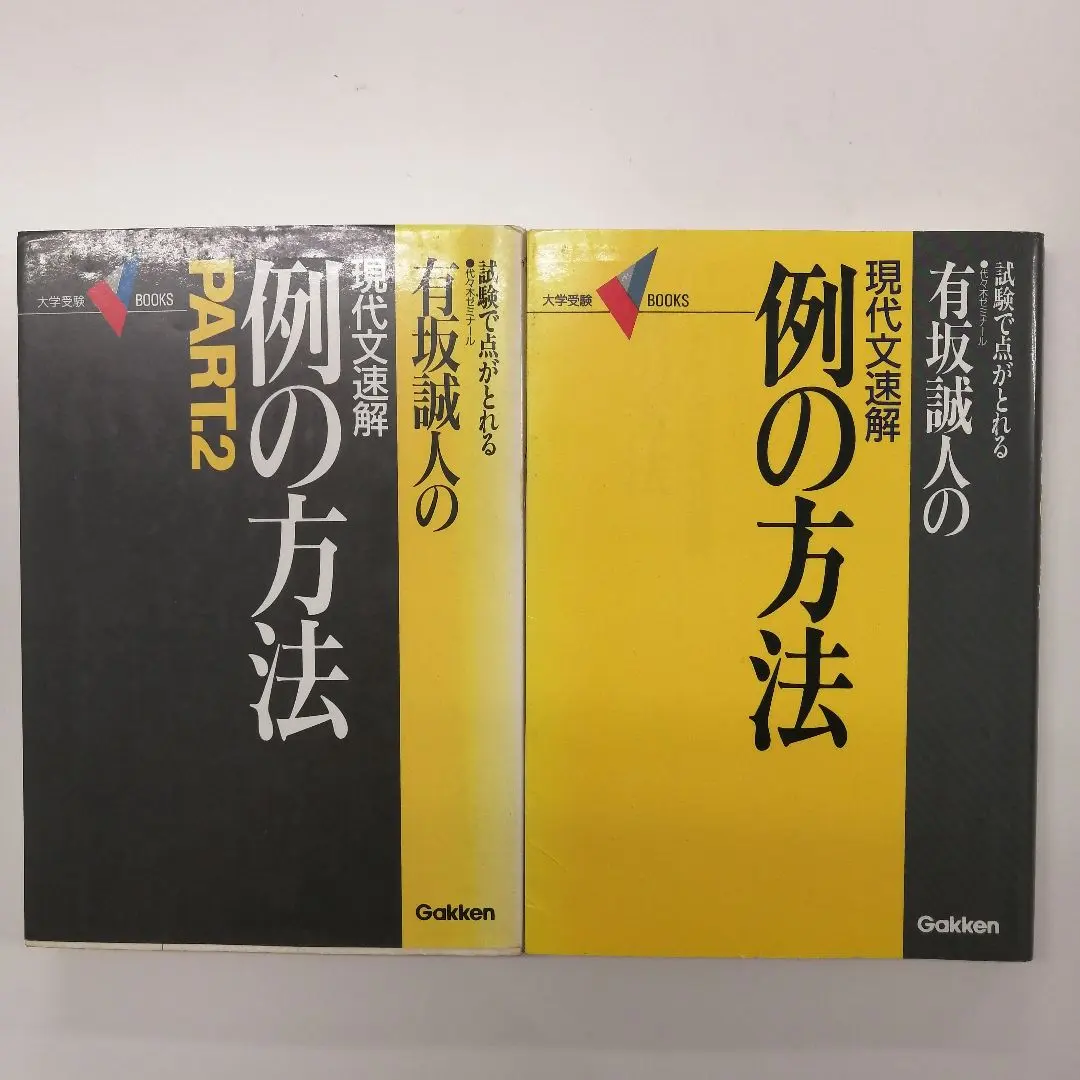 試験で点がとれる
●代々木ゼミナール
有坂誠人の
現代文速解
例の方法
PART.2
大学受験 V BOOKS
Gakken
試験で点がとれる
●代々木ゼミナール
有坂誠人の
現代文速解
例の方法
大学受験 V BOOKS
Gakken